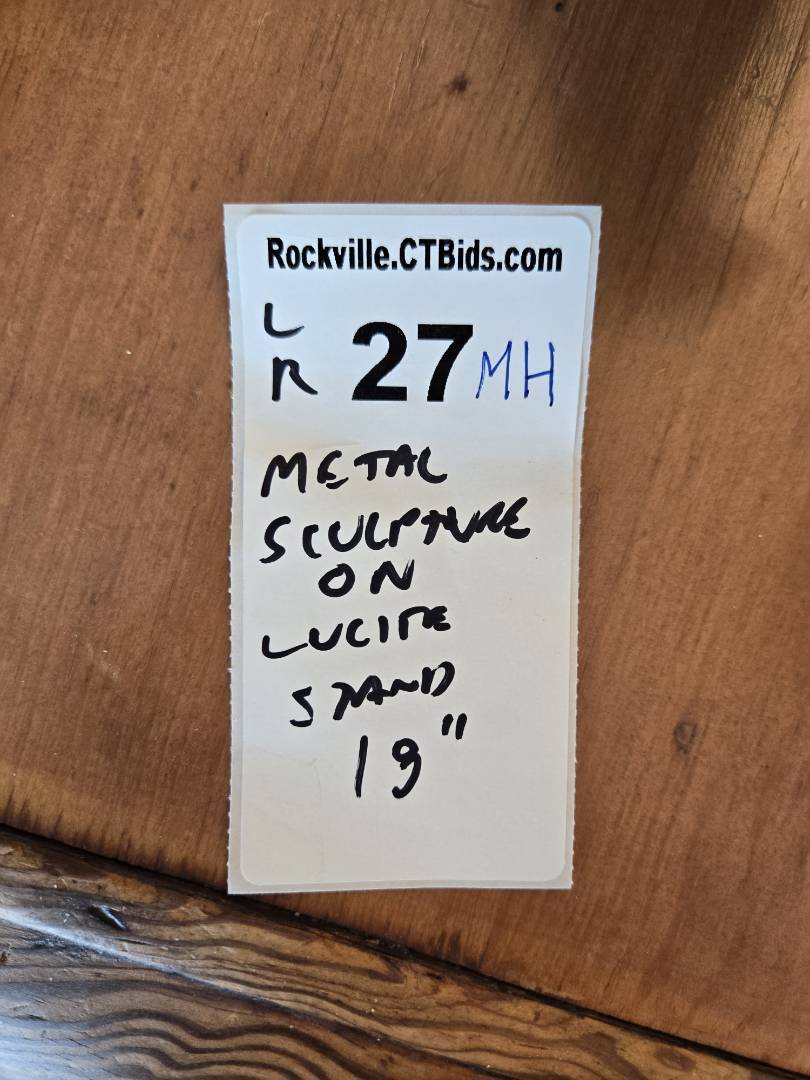 Rockville.CTBids.com
L
R 27 MH
METAL
SCULPTURE
ON
LUCITE
STAND
19"